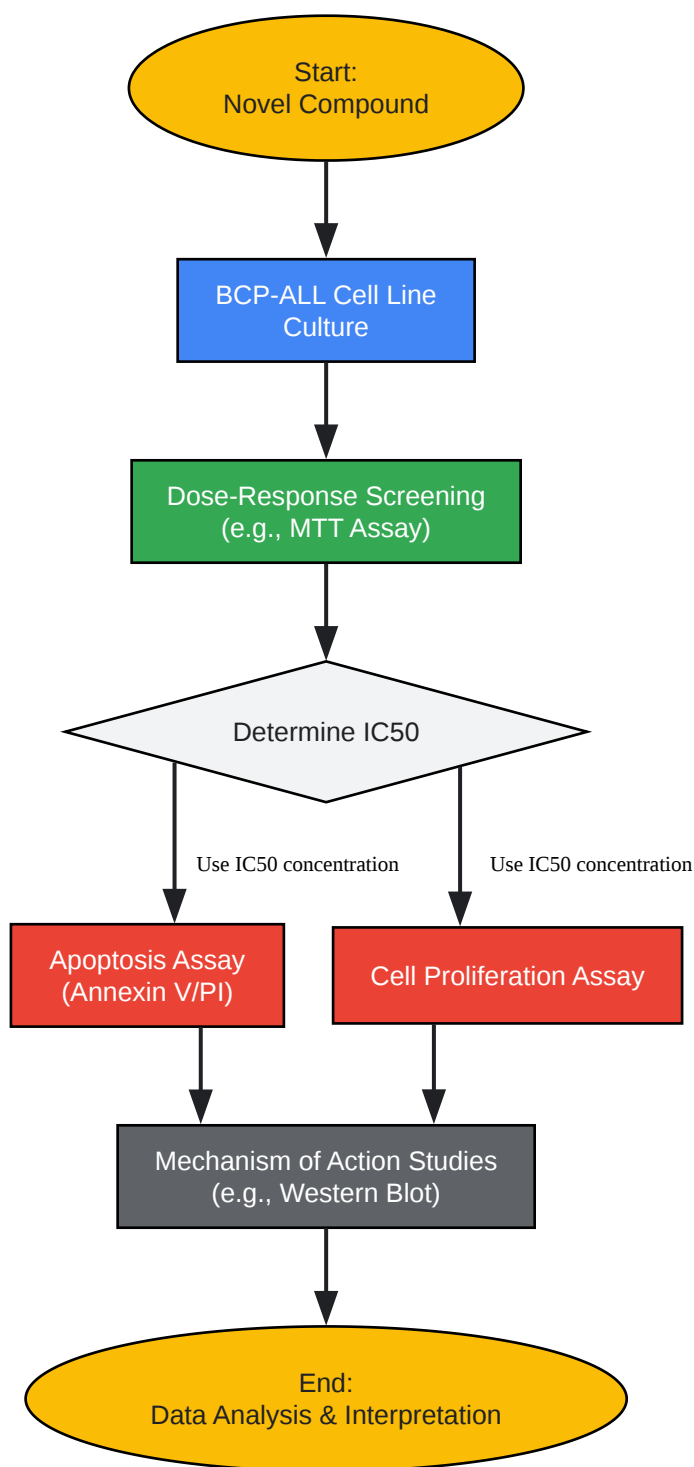 Start:
Novel Compound
BCP-ALL Cell Line
Culture
Dose-Response Screening
(e.g., MTT Assay)
Determine IC50
Use IC50 concentration
Use IC50 concentration
Apoptosis Assay
(Annexin V/PI)
Cell Proliferation Assay
Mechanism of Action Studies
(e.g., Western Blot)
End:
Data Analysis & Interpretation